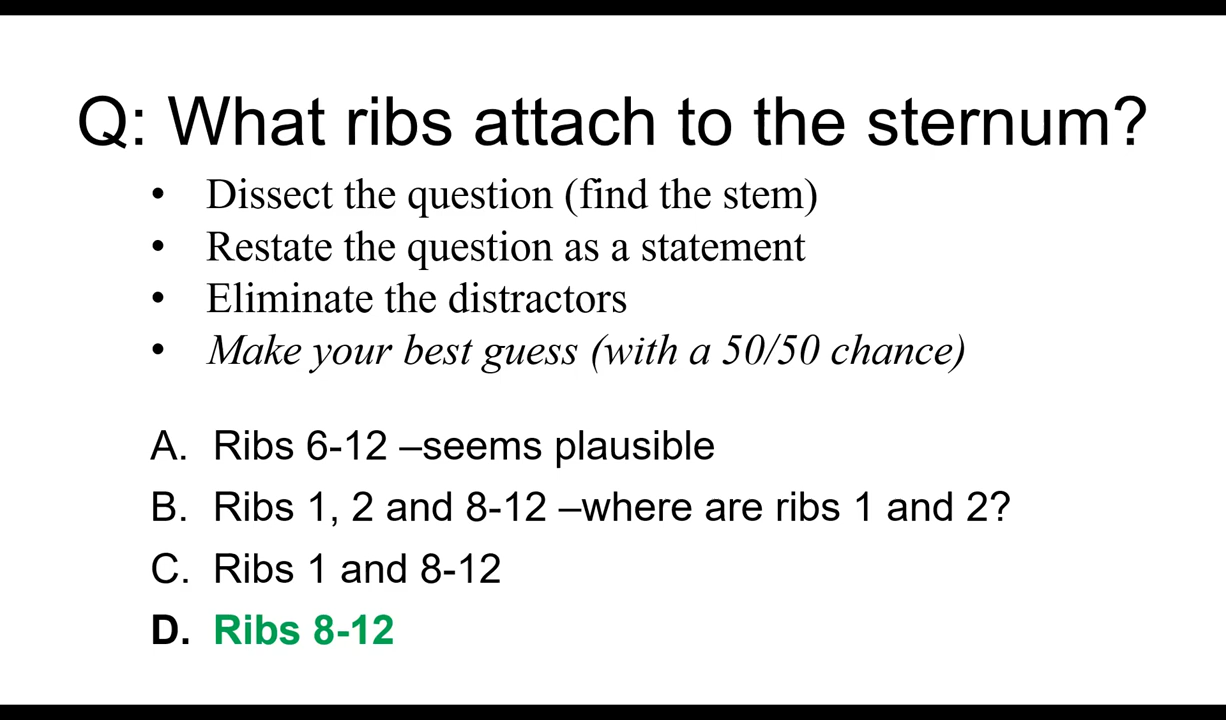 Q: What ribs attach to the sternum?
• Dissect the question (find the stem)
• Restate the question as a statement
• Eliminate the distractors
• Make your best guess (with a 50/50 chance)
A. Ribs 6-12 –seems plausible
B. Ribs 1, 2 and 8-12 –where are ribs 1 and 2?
C. Ribs 1 and 8-12
D. Ribs 8-12